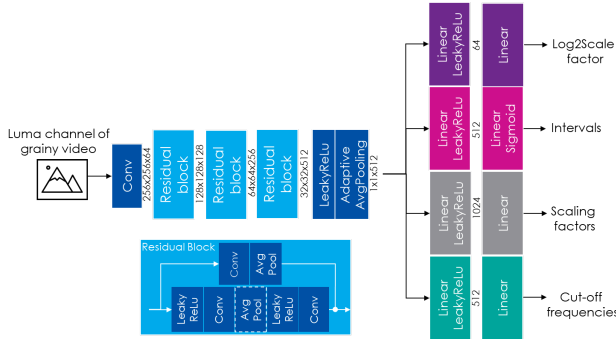 Luma channel of
grainy video
Conv
256x256x64
Residual
block
128x128x128
Residual
block
64x64x256
Residual
block
32x32x512
LeakyReLu
Adaptive
AvgPooling
1x1x512
Linear
LeakyReLu
64
Linear
Log2Scale
factor
Linear
LeakyReLu
512
Linear
Sigmoid
Intervals
Linear
LeakyReLu
1024
Linear
Scaling
factors
Linear
LeakyReLu
512
Linear
Cut-off
frequencies
Residual Block
Conv
Avg
Pool
Leaky
ReLu
Conv
Avg
Pool
Leaky
ReLu
Conv